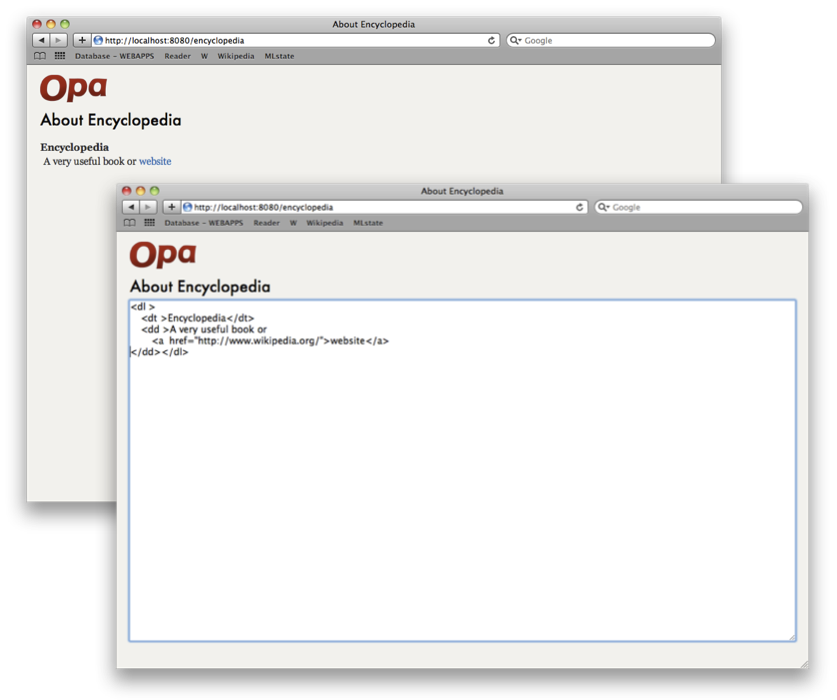 About Encyclopedia
http://localhost:8080/encyclopedia
Google
Database – WEBAPPS Reader W Wikipedia MLstate
Opa
About Encyclopedia
Encyclopedia
A very useful book or website
About Encyclopedia
http://localhost:8080/encyclopedia
Google
Database – WEBAPPS Reader W Wikipedia MLstate
Opa
About Encyclopedia
<dl >
<dt >Encyclopedia</dt>
<dd >A very useful book or
<a href="http://www.wikipedia.org/">website</a>
</dd></dl>